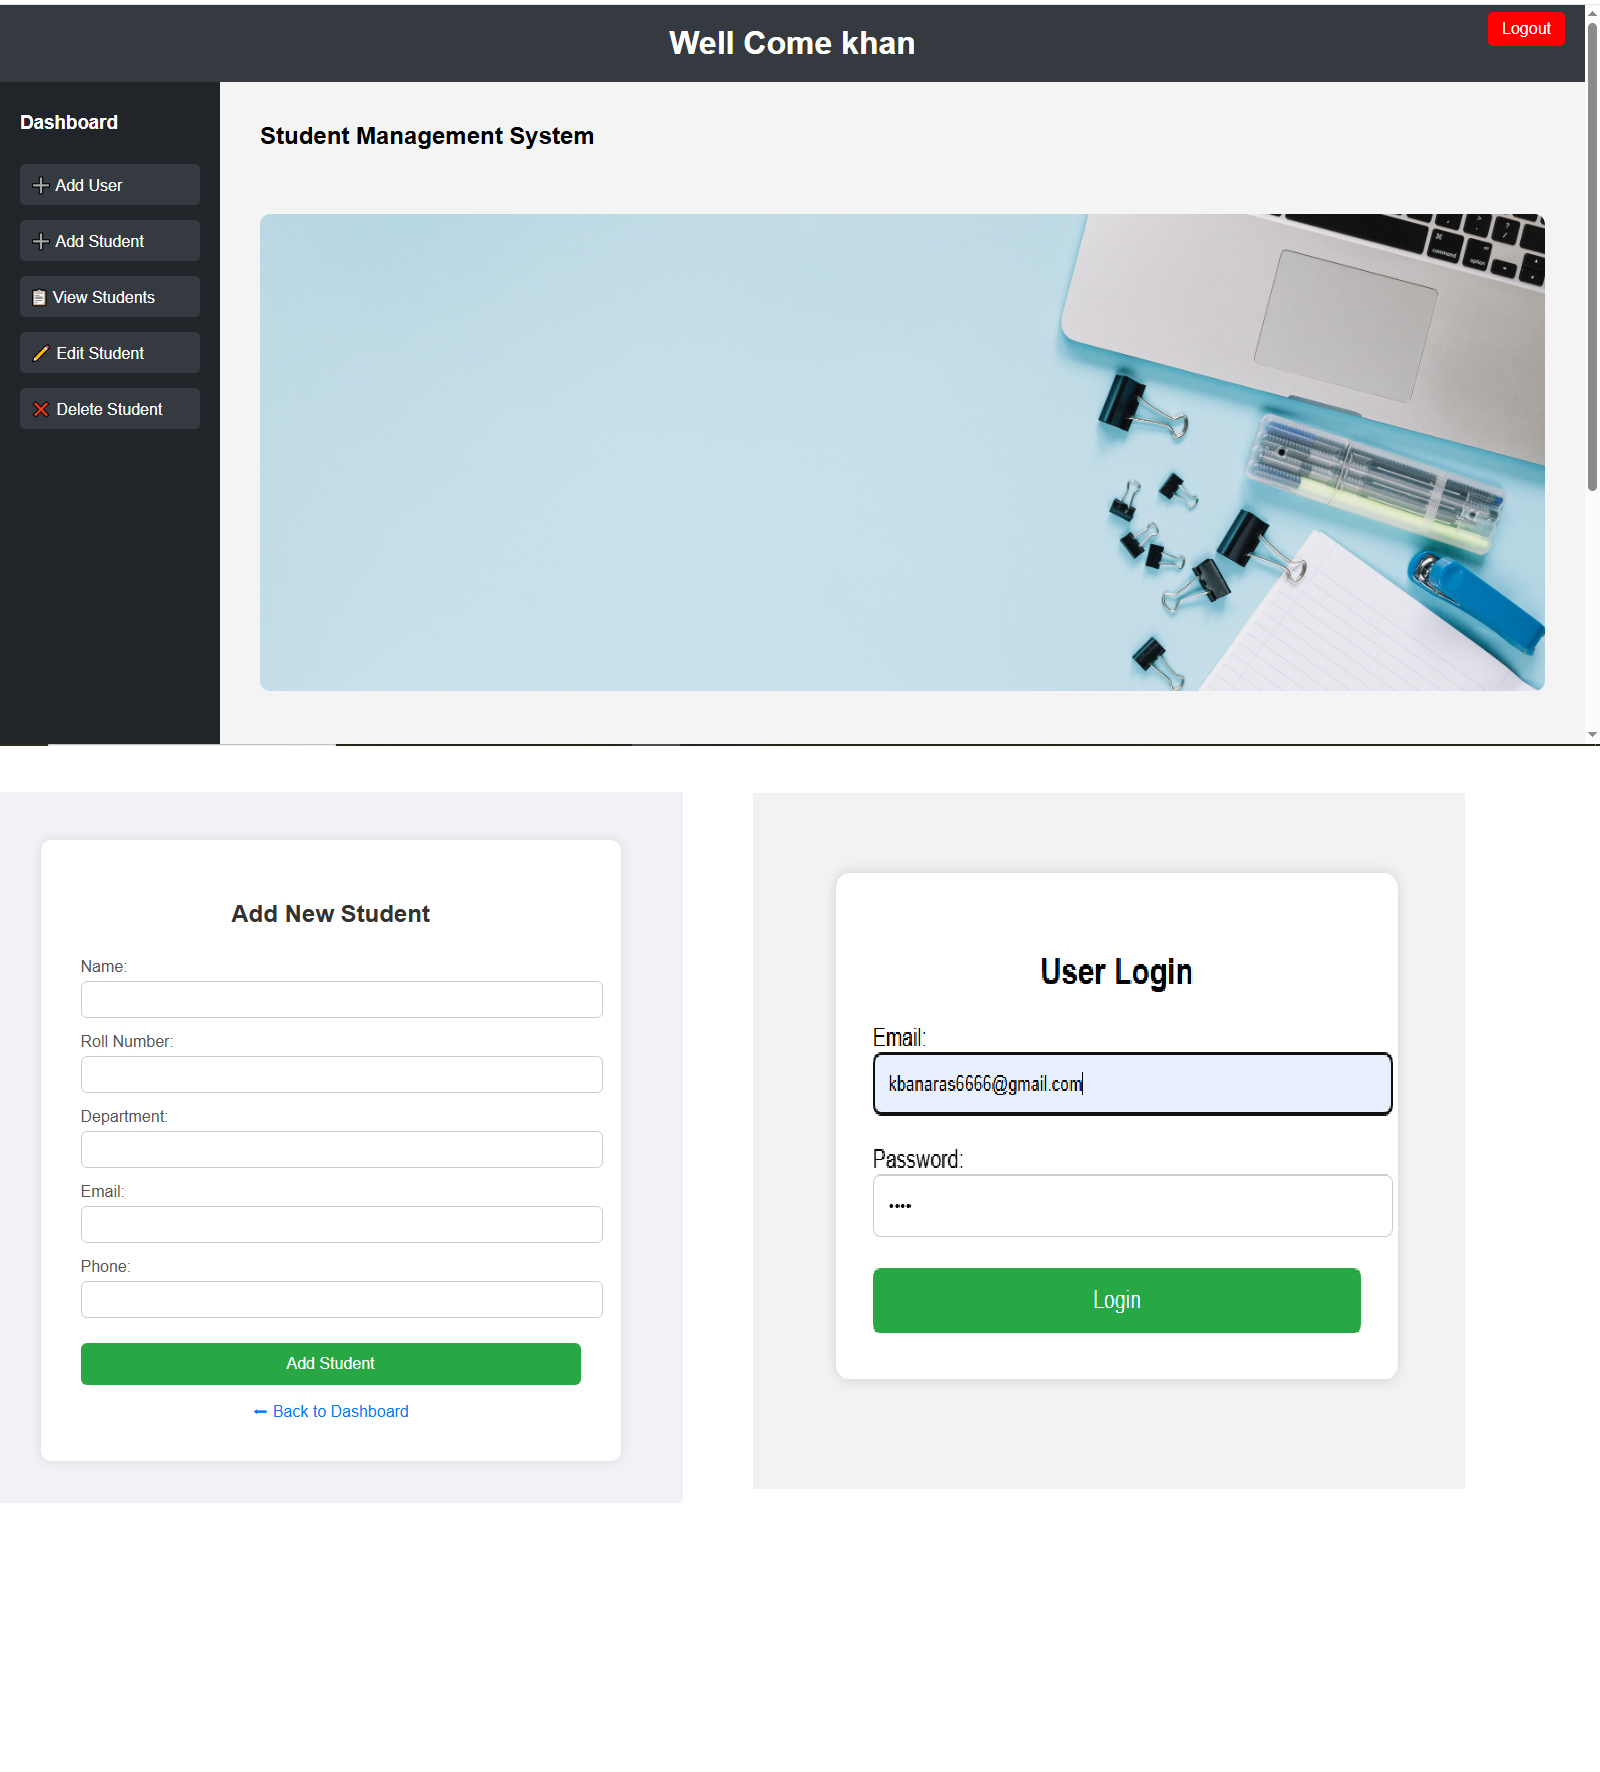 Well Come khan
Logout
Dashboard
➕ Add User
➕ Add Student
📋 View Students
✏️ Edit Student
❌ Delete Student
Student Management System
command
option
Add New Student
Name:
Roll Number:
Department:
Email:
Phone:
Add Student
⬅ Back to Dashboard
User Login
Email:
kbanaras6666@gmail.com
Password:
••••
Login